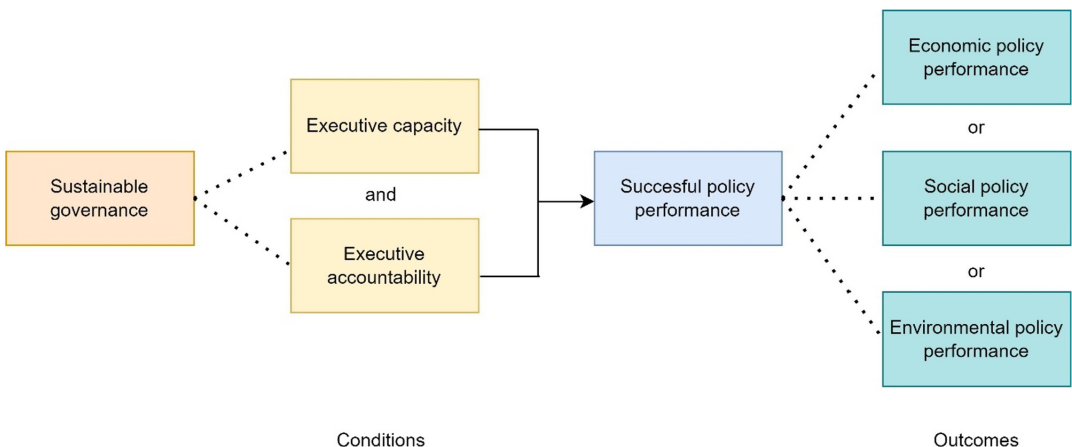 Sustainable
governance
Executive capacity
and
Executive
accountability
Succesful policy
performance
Economic policy
performance
or
Social policy
performance
or
Environmental policy
performance
Conditions
Outcomes